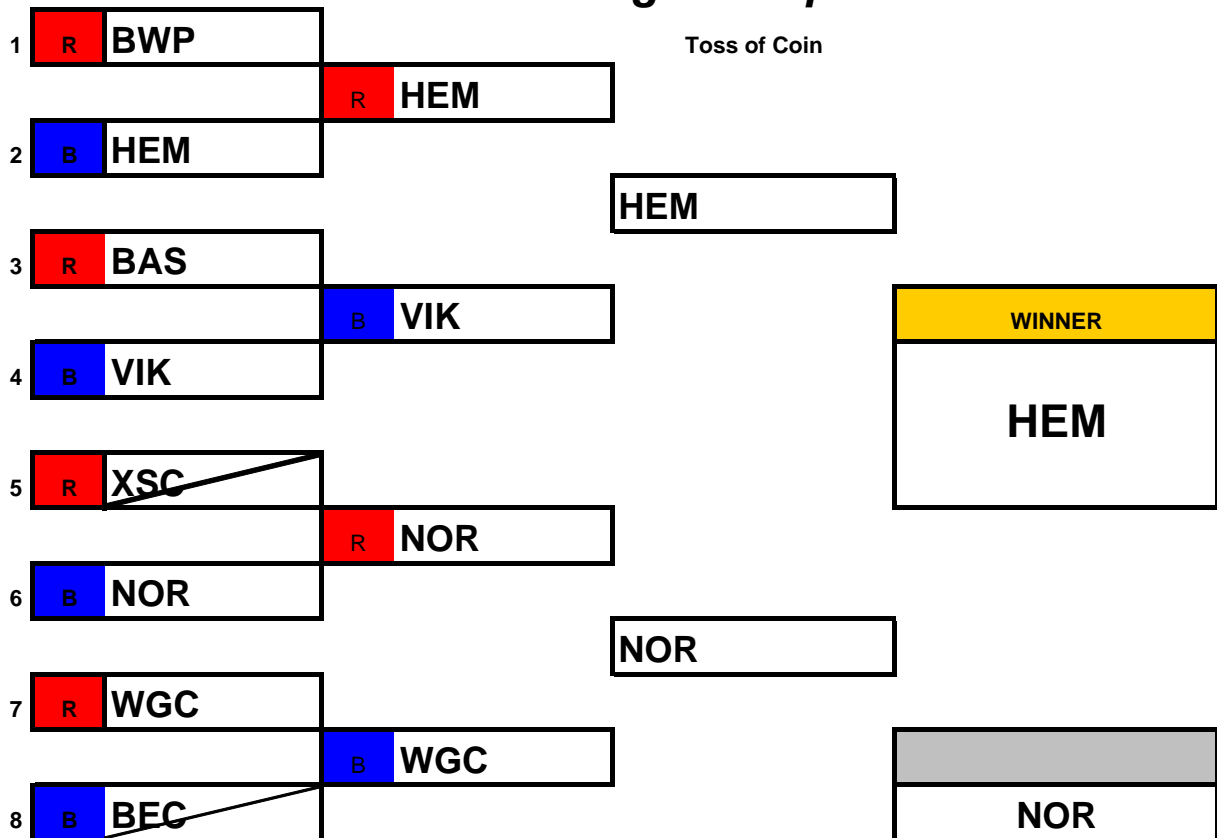 Toss of Coin
1 R BWP
R HEM
2 B HEM
HEM
3 R BAS
B VIK
WINNER
4 B VIK
HEM
5 R XSC
R NOR
6 B NOR
NOR
7 R WGC
B WGC
8 B BEC
NOR